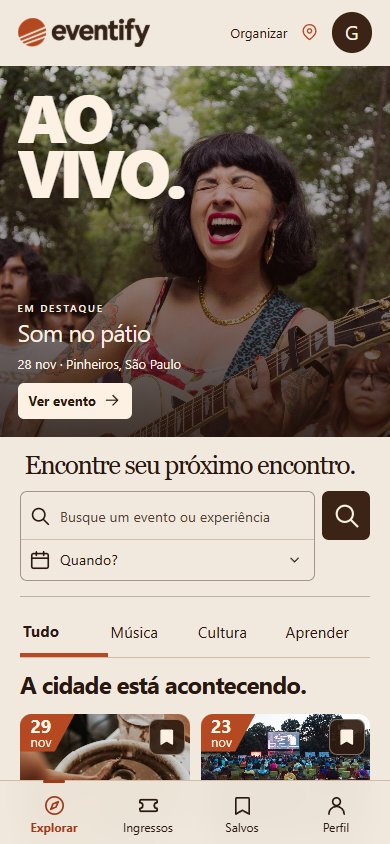 eventify
Organizar
G
AO
VIVO.
EM DESTAQUE
Som no pátio
28 nov · Pinheiros, São Paulo
Ver evento
Encontre seu próximo encontro.
Busque um evento ou experiência
Quando?
Tudo Música Cultura Aprender
A cidade está acontecendo.
29 23
nov nov
Explorar Ingressos Salvos Perfil